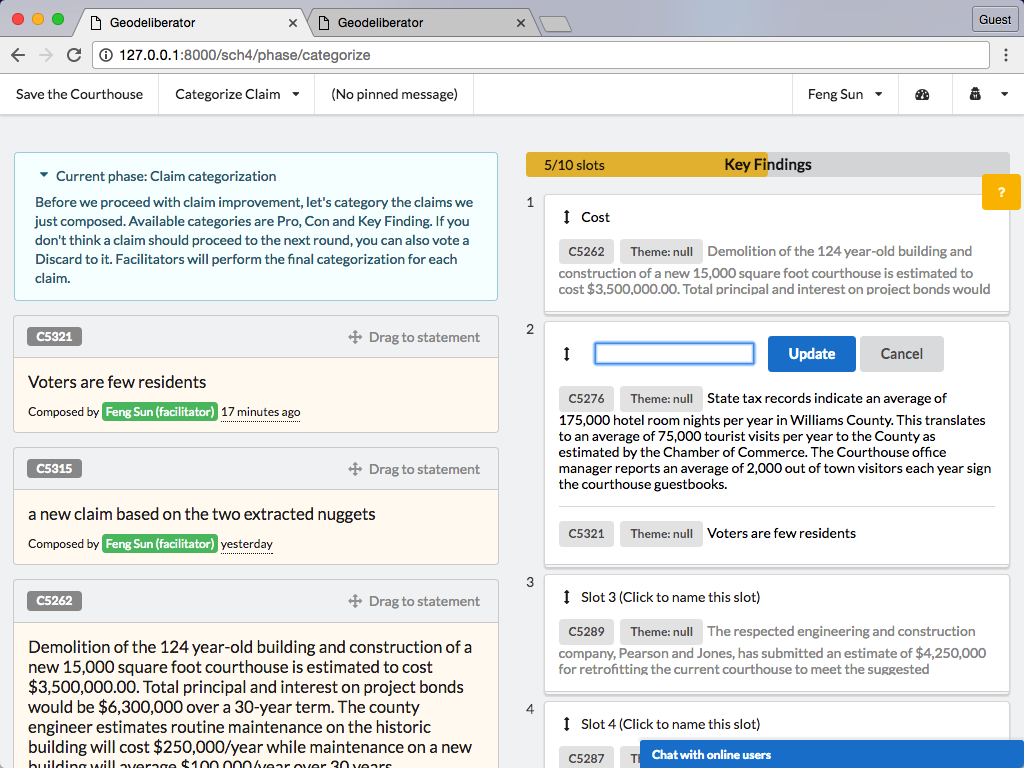 Geodeliberator
Geodeliberator
Guest
127.0.0.1:8000/sch4/phase/categorize
Save the Courthouse
Categorize Claim
(No pinned message)
Feng Sun
Current phase: Claim categorization
Before we proceed with claim improvement, let's category the claims we
just composed. Available categories are Pro, Con and Key Finding. If you
don't think a claim should proceed to the next round, you can also vote a
Discard to it. Facilitators will perform the final categorization for each
claim.
C5321
Drag to statement
Voters are few residents
Composed by Feng Sun (facilitator) 17 minutes ago
C5315
Drag to statement
a new claim based on the two extracted nuggets
Composed by Feng Sun (facilitator) yesterday
C5262
Drag to statement
Demolition of the 124 year-old building and construction of a
new 15,000 square foot courthouse is estimated to cost
$3,500,000.00. Total principal and interest on project bonds
would be $6,300,000 over a 30-year term. The county
engineer estimates routine maintenance on the historic
building will cost $250,000/year while maintenance on a new
building will average $100,000/year over 30 years.
5/10 slots
Key Findings
?
1
Cost
C5262 Theme: null Demolition of the 124 year-old building and
construction of a new 15,000 square foot courthouse is estimated to
cost $3,500,000.00. Total principal and interest on project bonds would
2
Update
Cancel
C5276 Theme: null State tax records indicate an average of
175,000 hotel room nights per year in Williams County. This translates
to an average of 75,000 tourist visits per year to the County as
estimated by the Chamber of Commerce. The Courthouse office
manager reports an average of 2,000 out of town visitors each year sign
the courthouse guestbooks.
C5321 Theme: null Voters are few residents
3
Slot 3 (Click to name this slot)
C5289 Theme: null The respected engineering and construction
company, Pearson and Jones, has submitted an estimate of $4,250,000
for retrofitting the current courthouse to meet the suggested
4
Slot 4 (Click to name this slot)
C5287
Chat with online users